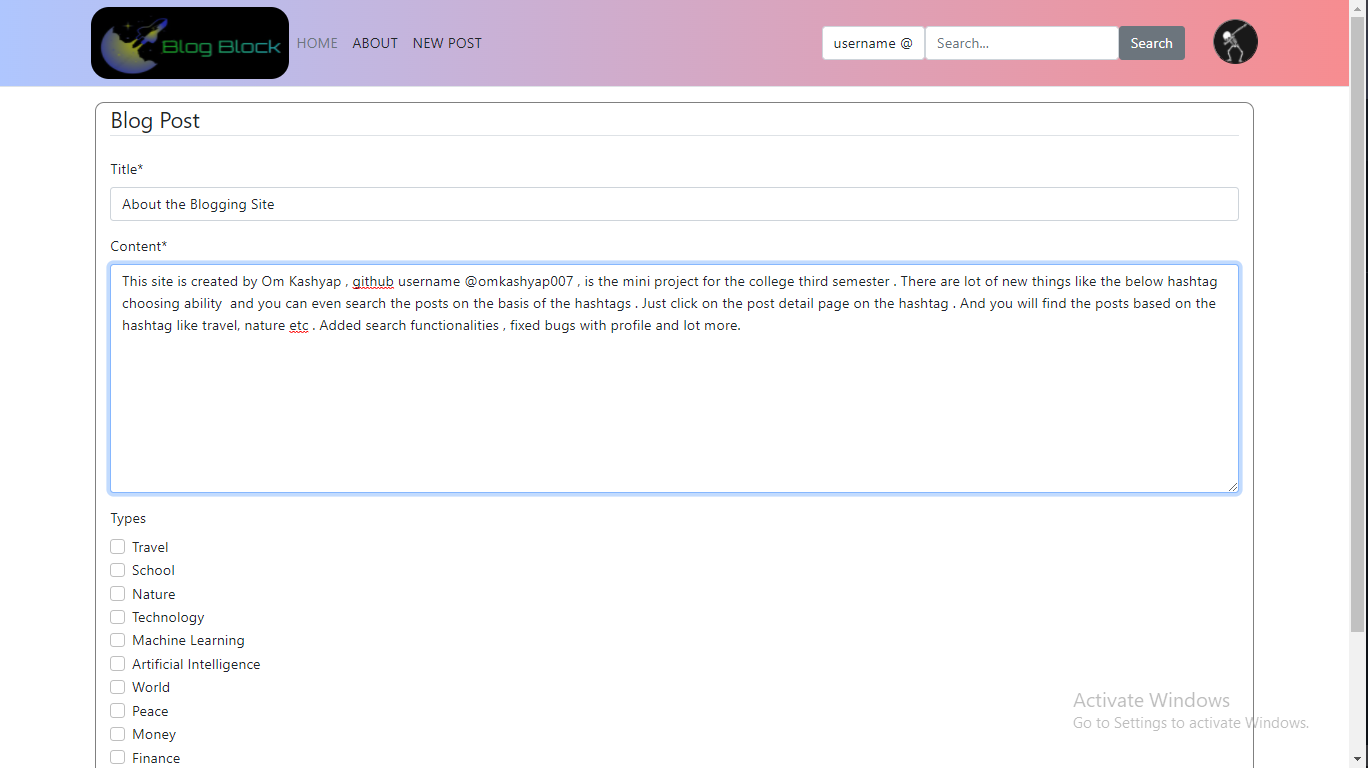 Blog Block HOME ABOUT NEW POST username @ Search... Search
Blog Post
Title*
About the Blogging Site
Content*
This site is created by Om Kashyap , github username @omkashyap007 , is the mini project for the college third semester . There are lot of new things like the below hashtag
choosing ability  and you can even search the posts on the basis of the hashtags . Just click on the post detail page on the hashtag . And you will find the posts based on the
hashtag like travel, nature etc . Added search functionalities , fixed bugs with profile and lot more.
Types
Travel
School
Nature
Technology
Machine Learning
Artificial Intelligence
World
Peace
Money
Finance
Activate Windows
Go to Settings to activate Windows.